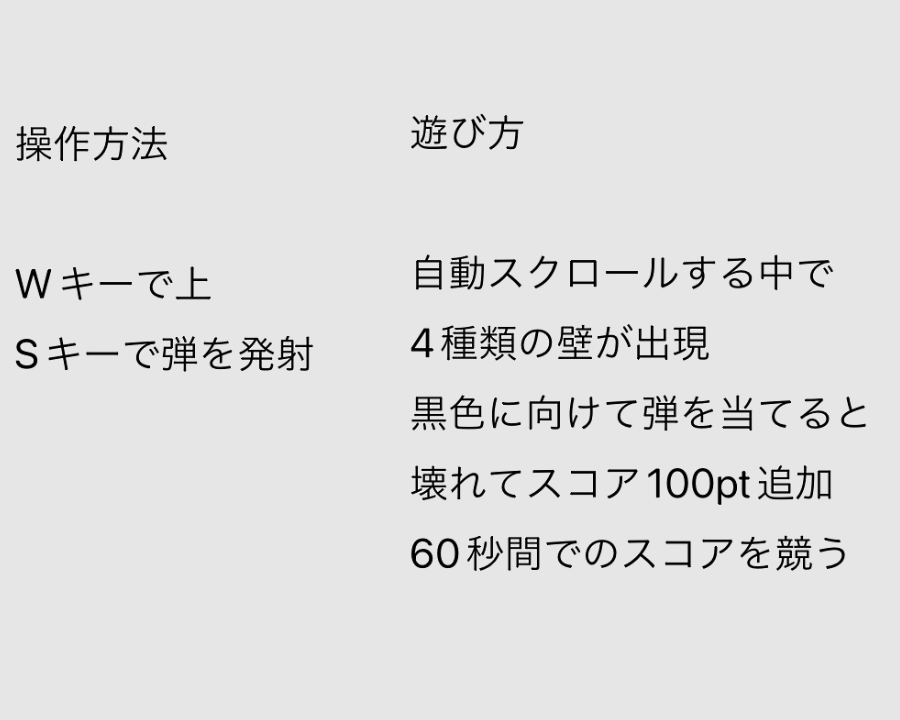 操作方法
Wキーで上
Sキーで弾を発射
遊び方
自動スクロールする中で
4種類の壁が出現
黒色に向けて弾を当てると
壊れてスコア100pt追加
60秒間でのスコアを競う